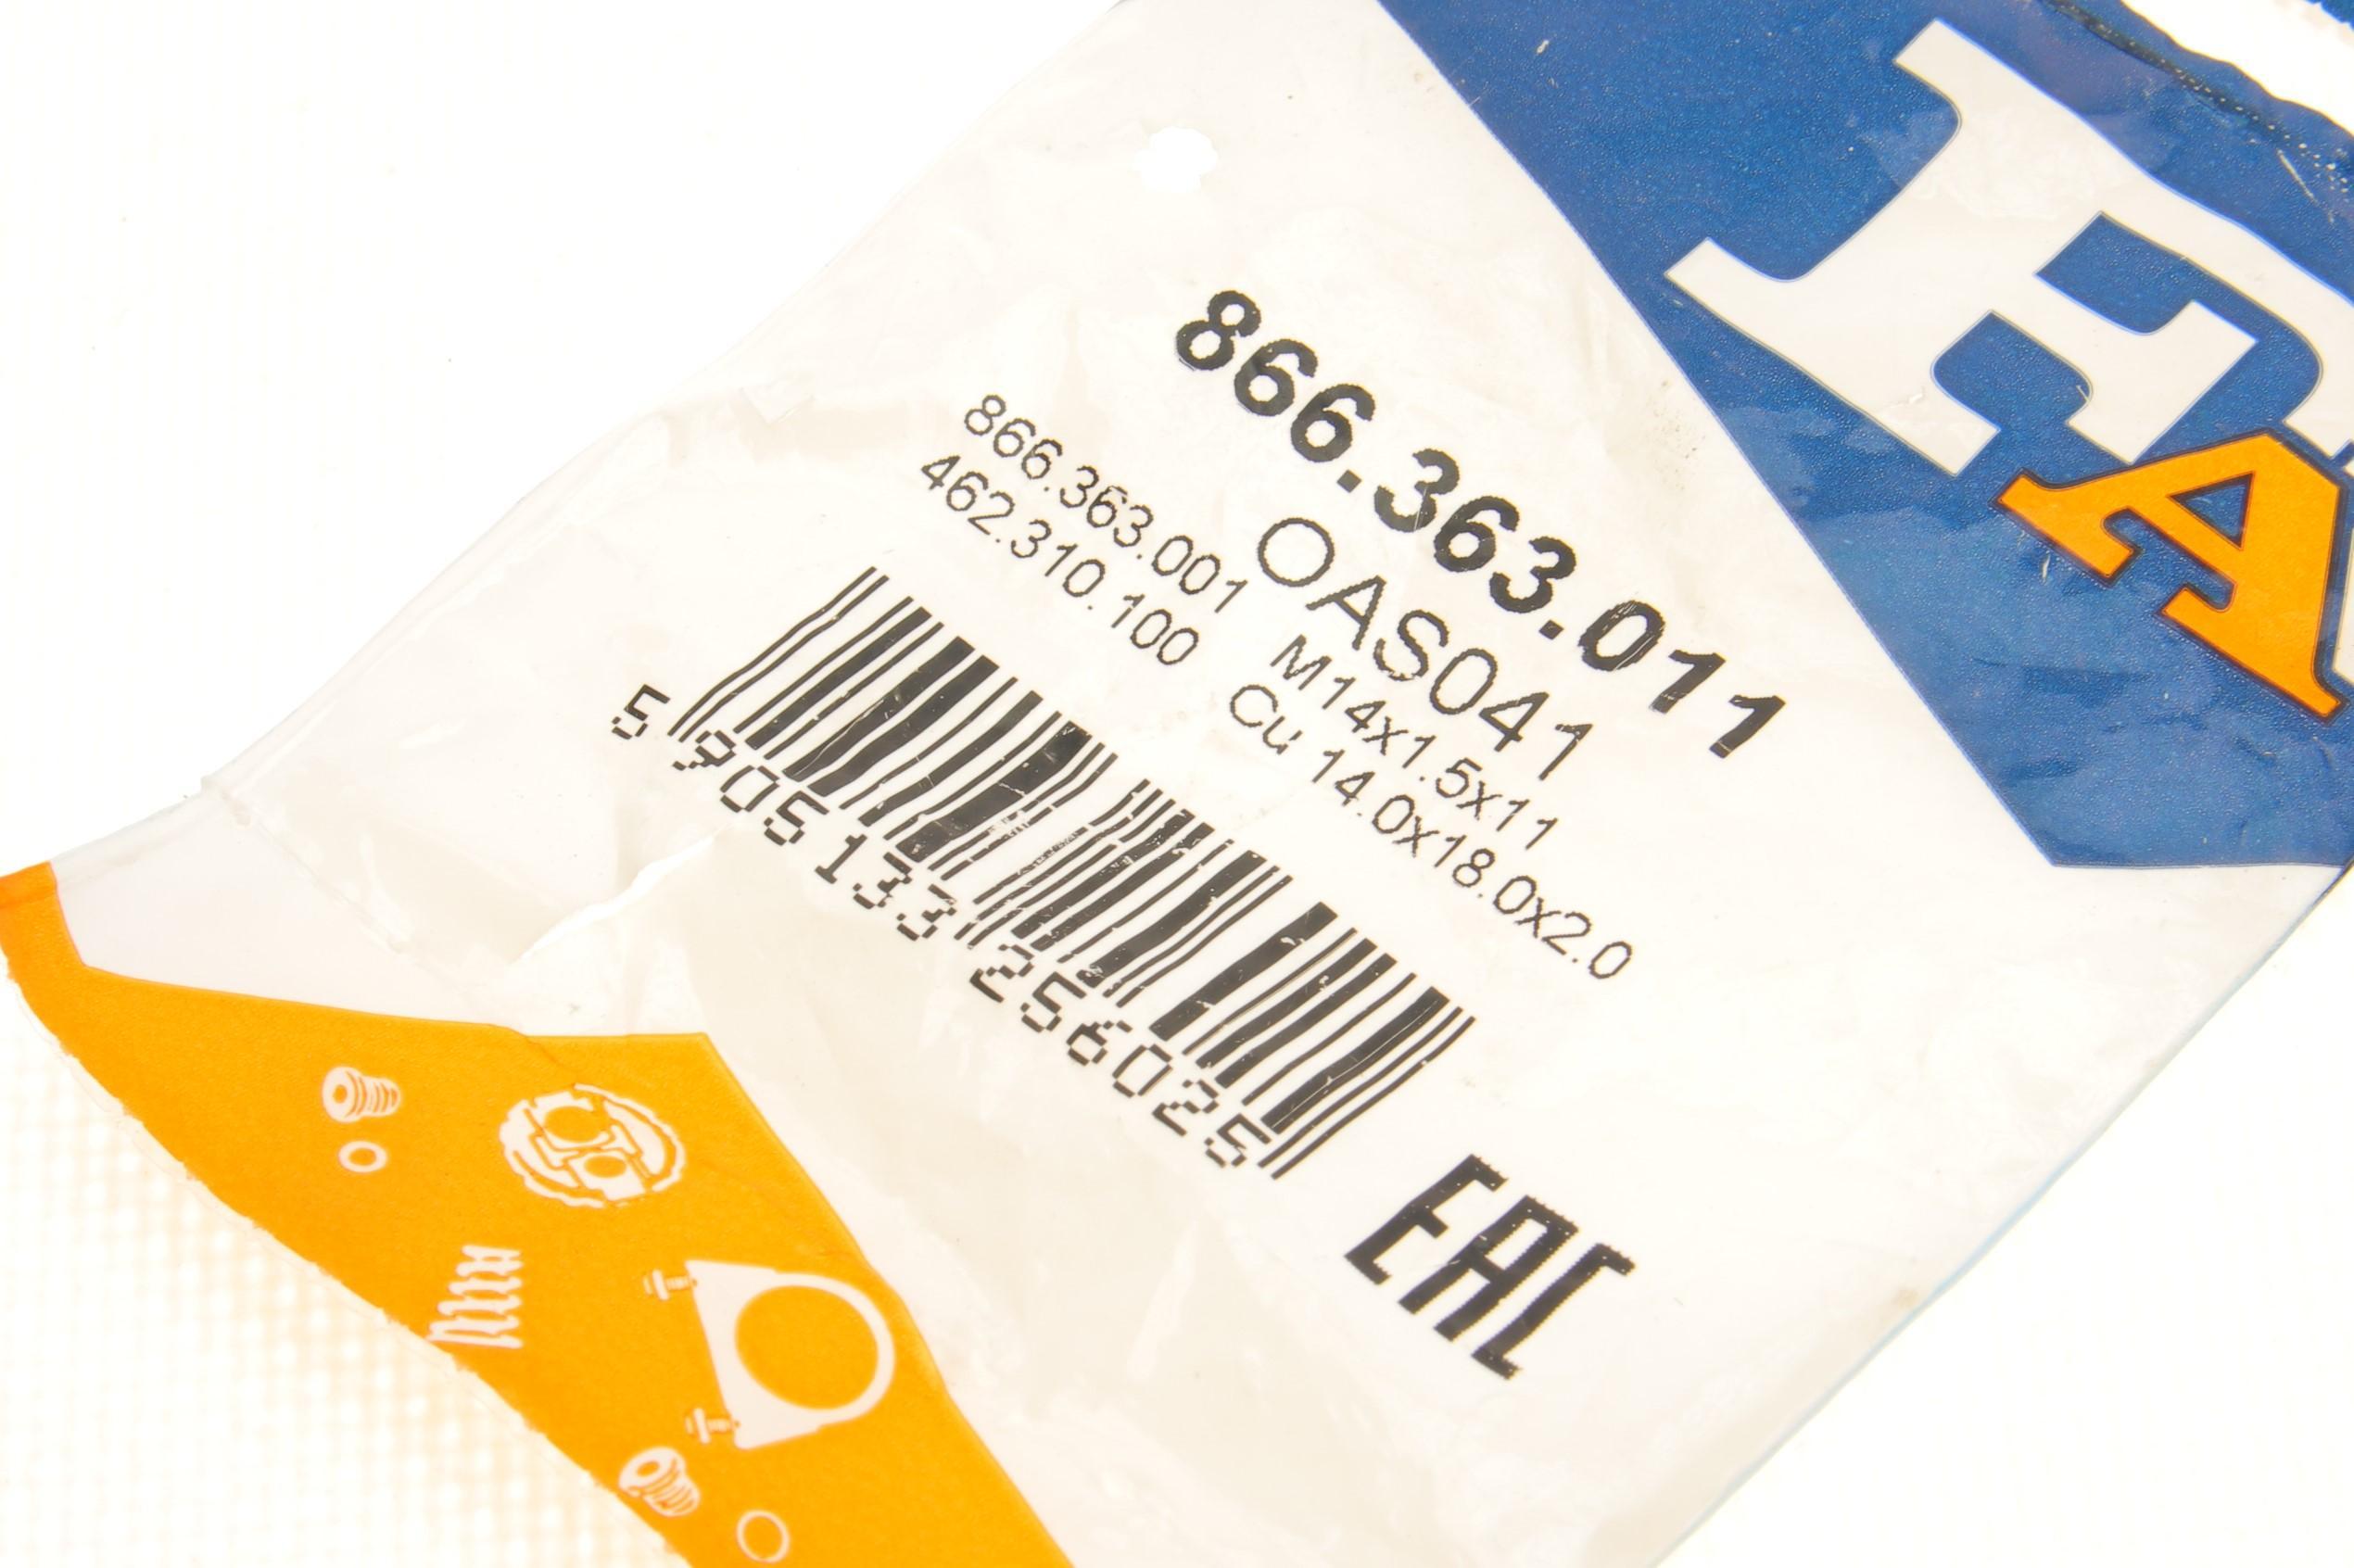 FA
A
866.363.011
OAS041
866.363.001 M14x1.5x11
462.310.100 Cu 14.0x18.0x2.0
5 905133 256025
EAC